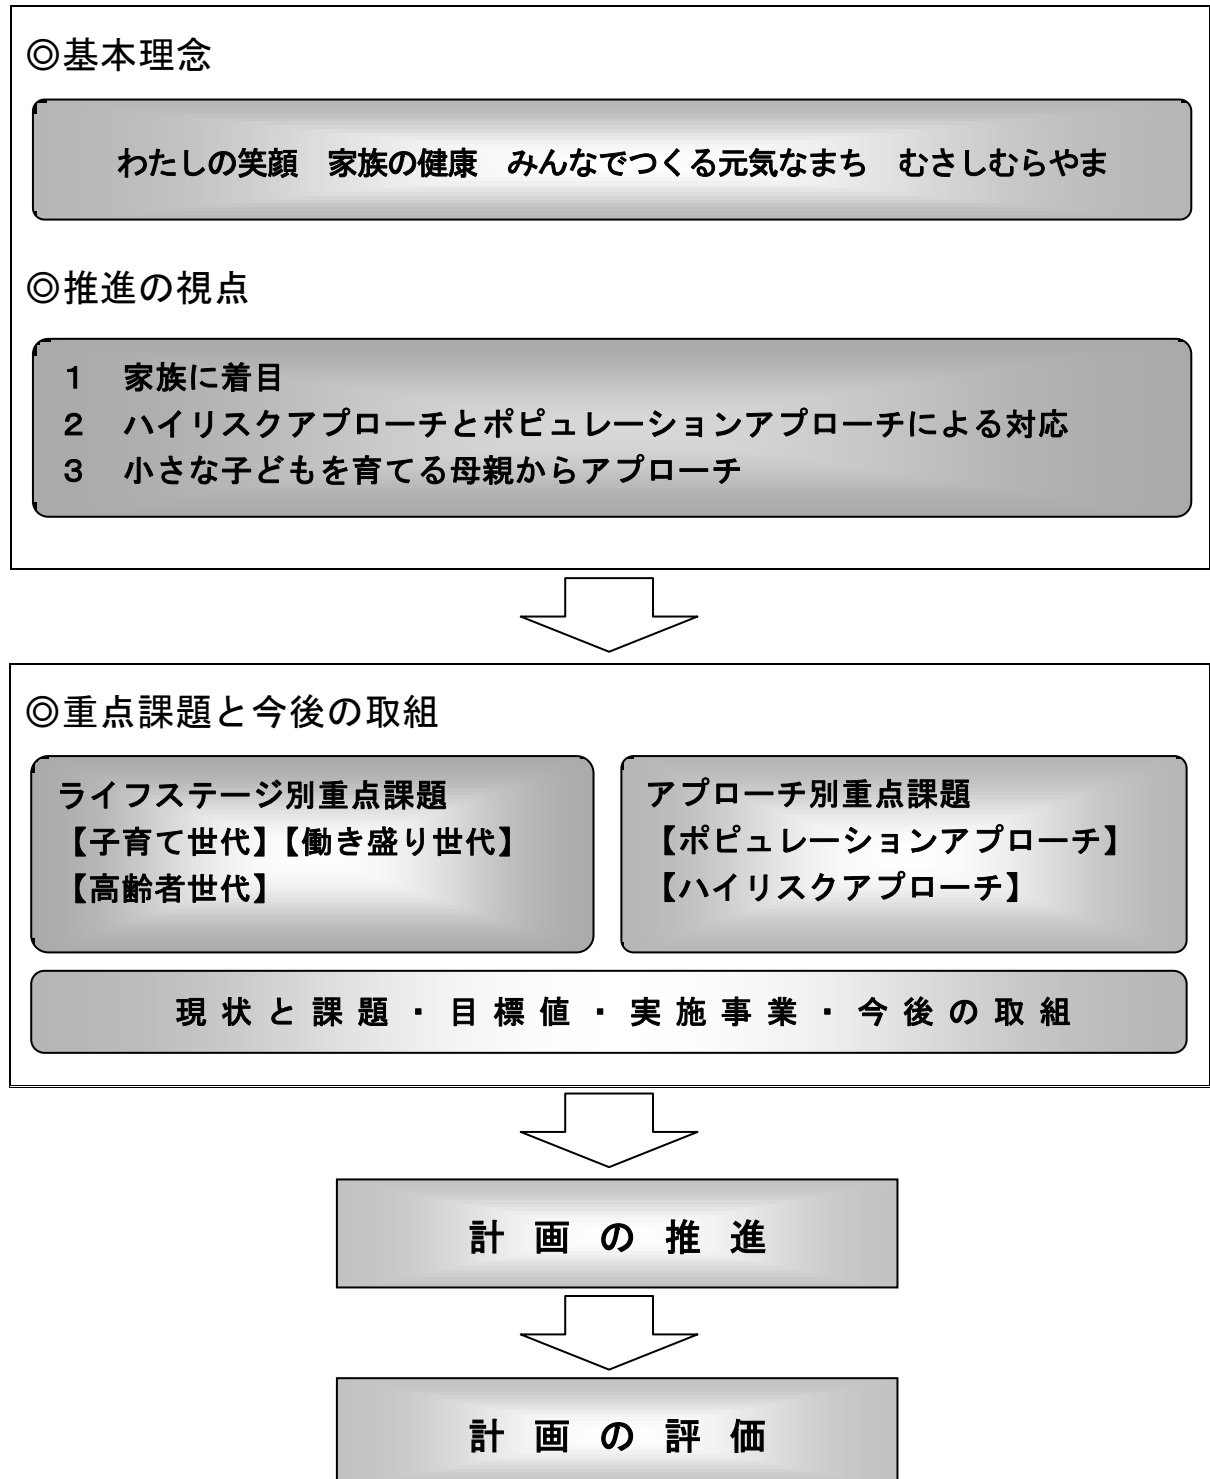 ◎基本理念
わたしの笑顔　家族の健康　みんなでつくる元気なまち　むさしむらやま
◎推進の視点
１　家族に着目
２　ハイリスクアプローチとポピュレーションアプローチによる対応
３　小さな子どもを育てる母親からアプローチ
◎重点課題と今後の取組
ライフステージ別重点課題
【子育て世代】【働き盛り世代】
【高齢者世代】
アプローチ別重点課題
【ポピュレーションアプローチ】
【ハイリスクアプローチ】
現状と課題・目標値・実施事業・今後の取組
計画の推進
計画の評価